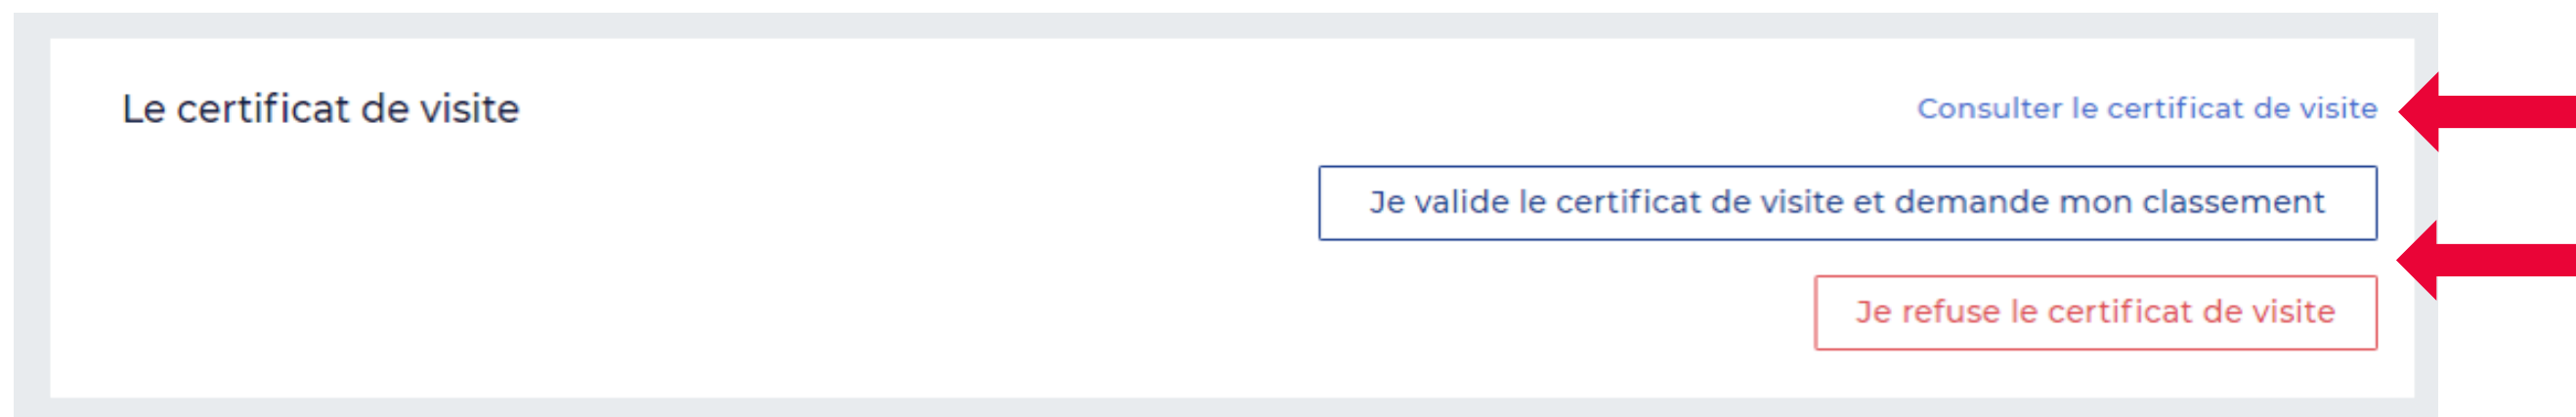 Le certificat de visite
Consulter le certificat de visite
Je valide le certificat de visite et demande mon classement
Je refuse le certificat de visite